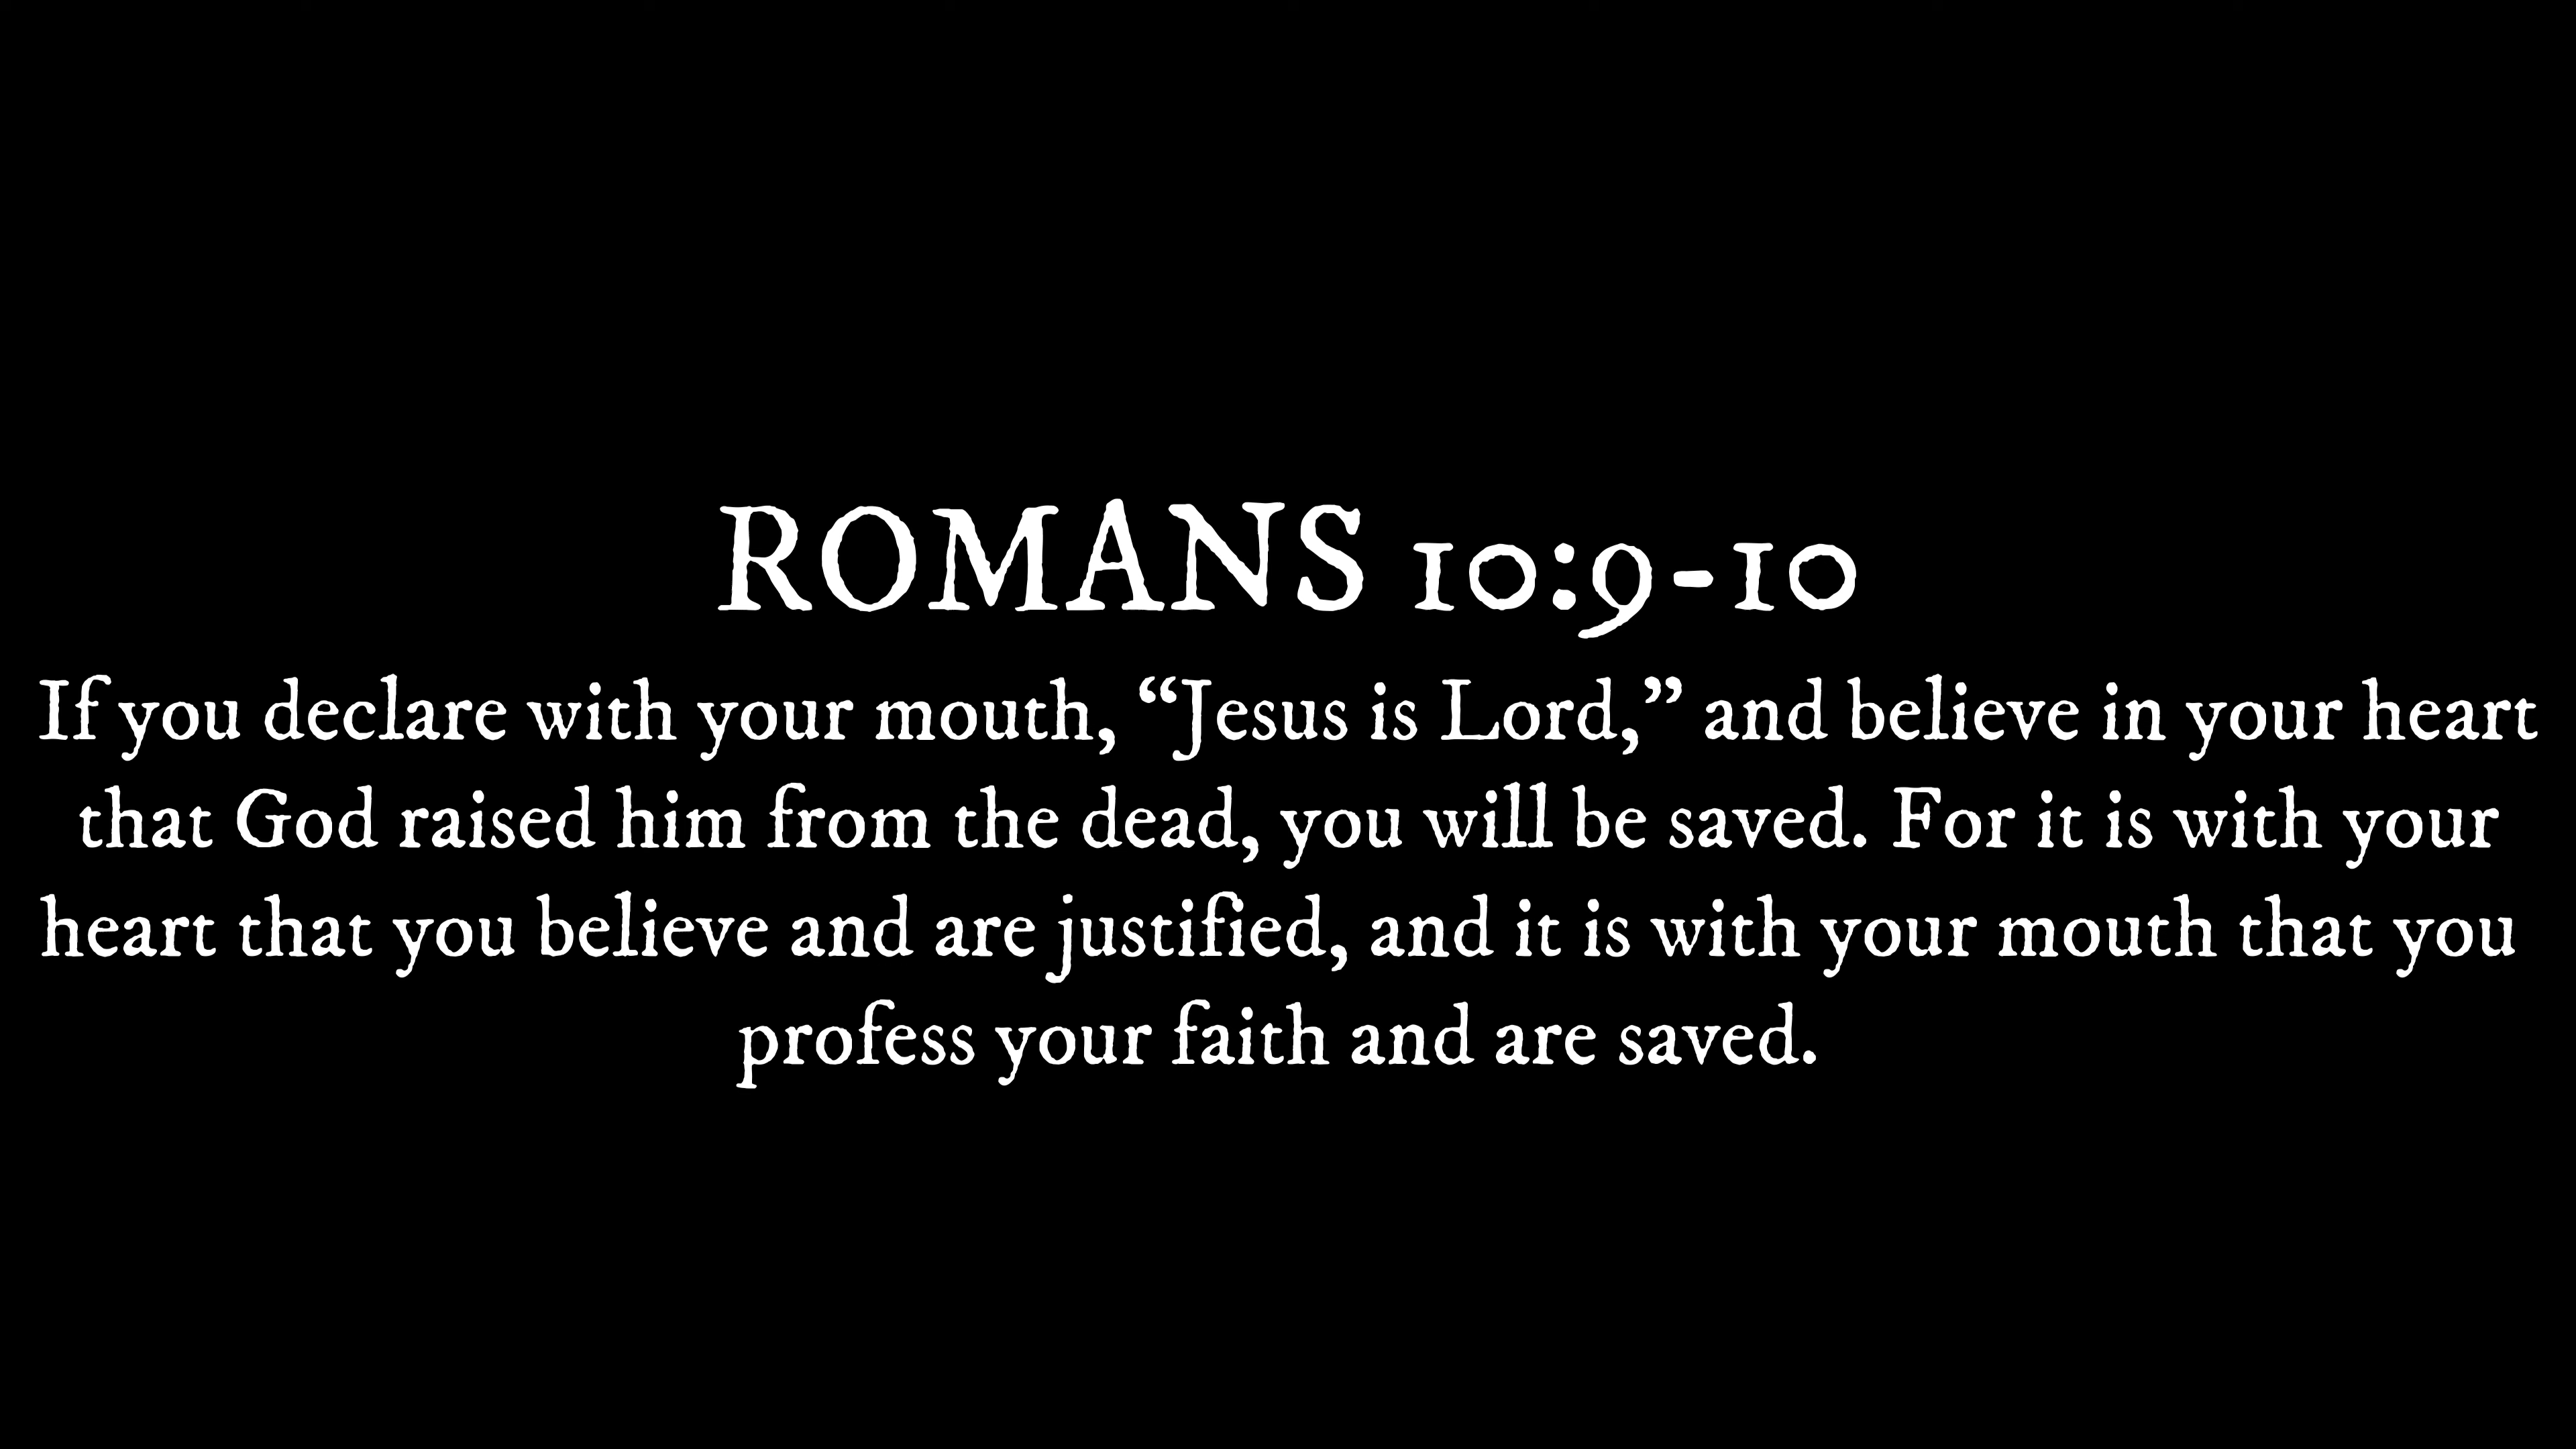 ROMANS 10:9-10
If you declare with your mouth, “Jesus is Lord,” and believe in your heart
that God raised him from the dead, you will be saved. For it is with your
heart that you believe and are justified, and it is with your mouth that you
profess your faith and are saved.